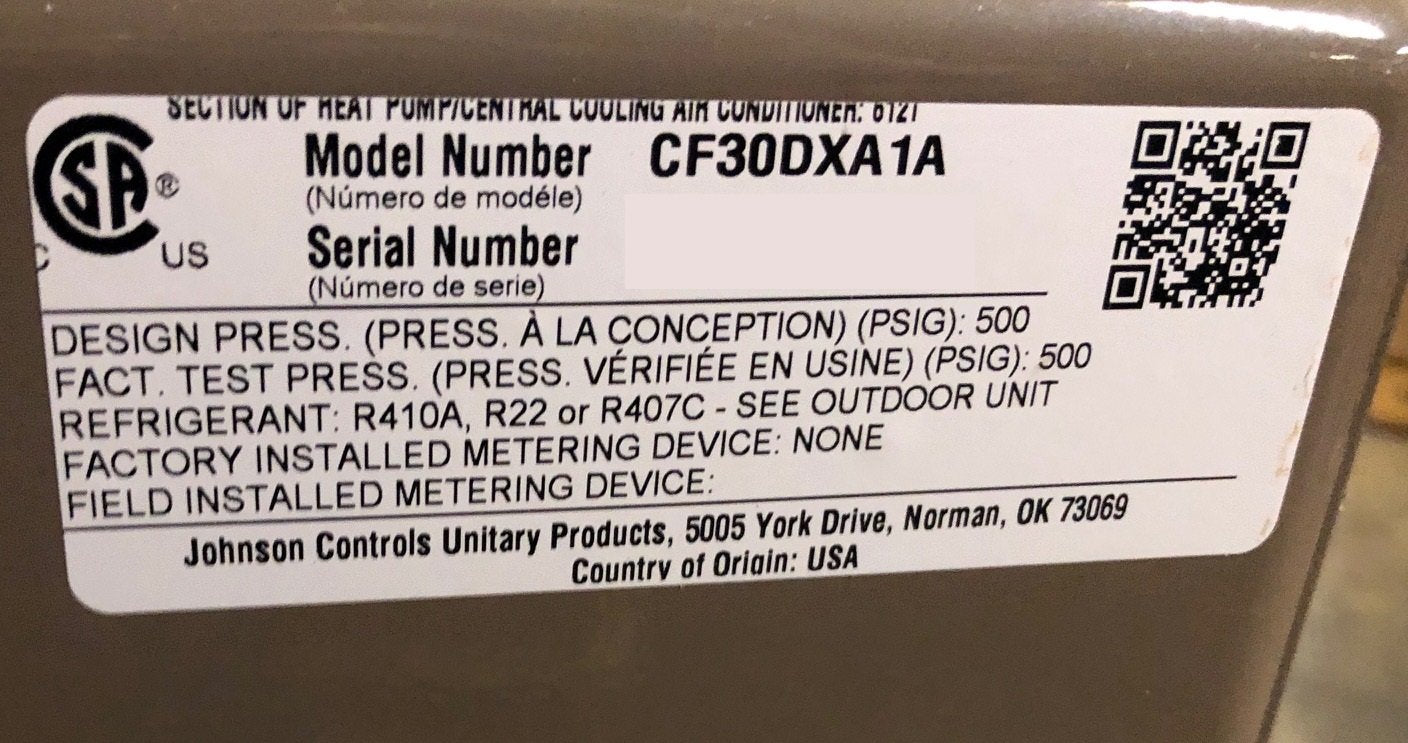 SECTION OF HEAT PUMP/CENTRAL COOLING AIR CONDITIONER: 6121
SA ® C US
Model Number CF30DXA1A
(Número de modéle)
Serial Number
(Número de serie)
DESIGN PRESS. (PRESS. À LA CONCEPTION) (PSIG): 500
FACT. TEST PRESS. (PRESS. VÉRIFIÉE EN USINE) (PSIG): 500
REFRIGERANT: R410A, R22 or R407C - SEE OUTDOOR UNIT
FACTORY INSTALLED METERING DEVICE: NONE
FIELD INSTALLED METERING DEVICE:
Johnson Controls Unitary Products, 5005 York Drive, Norman, OK 73069
Country of Origin: USA